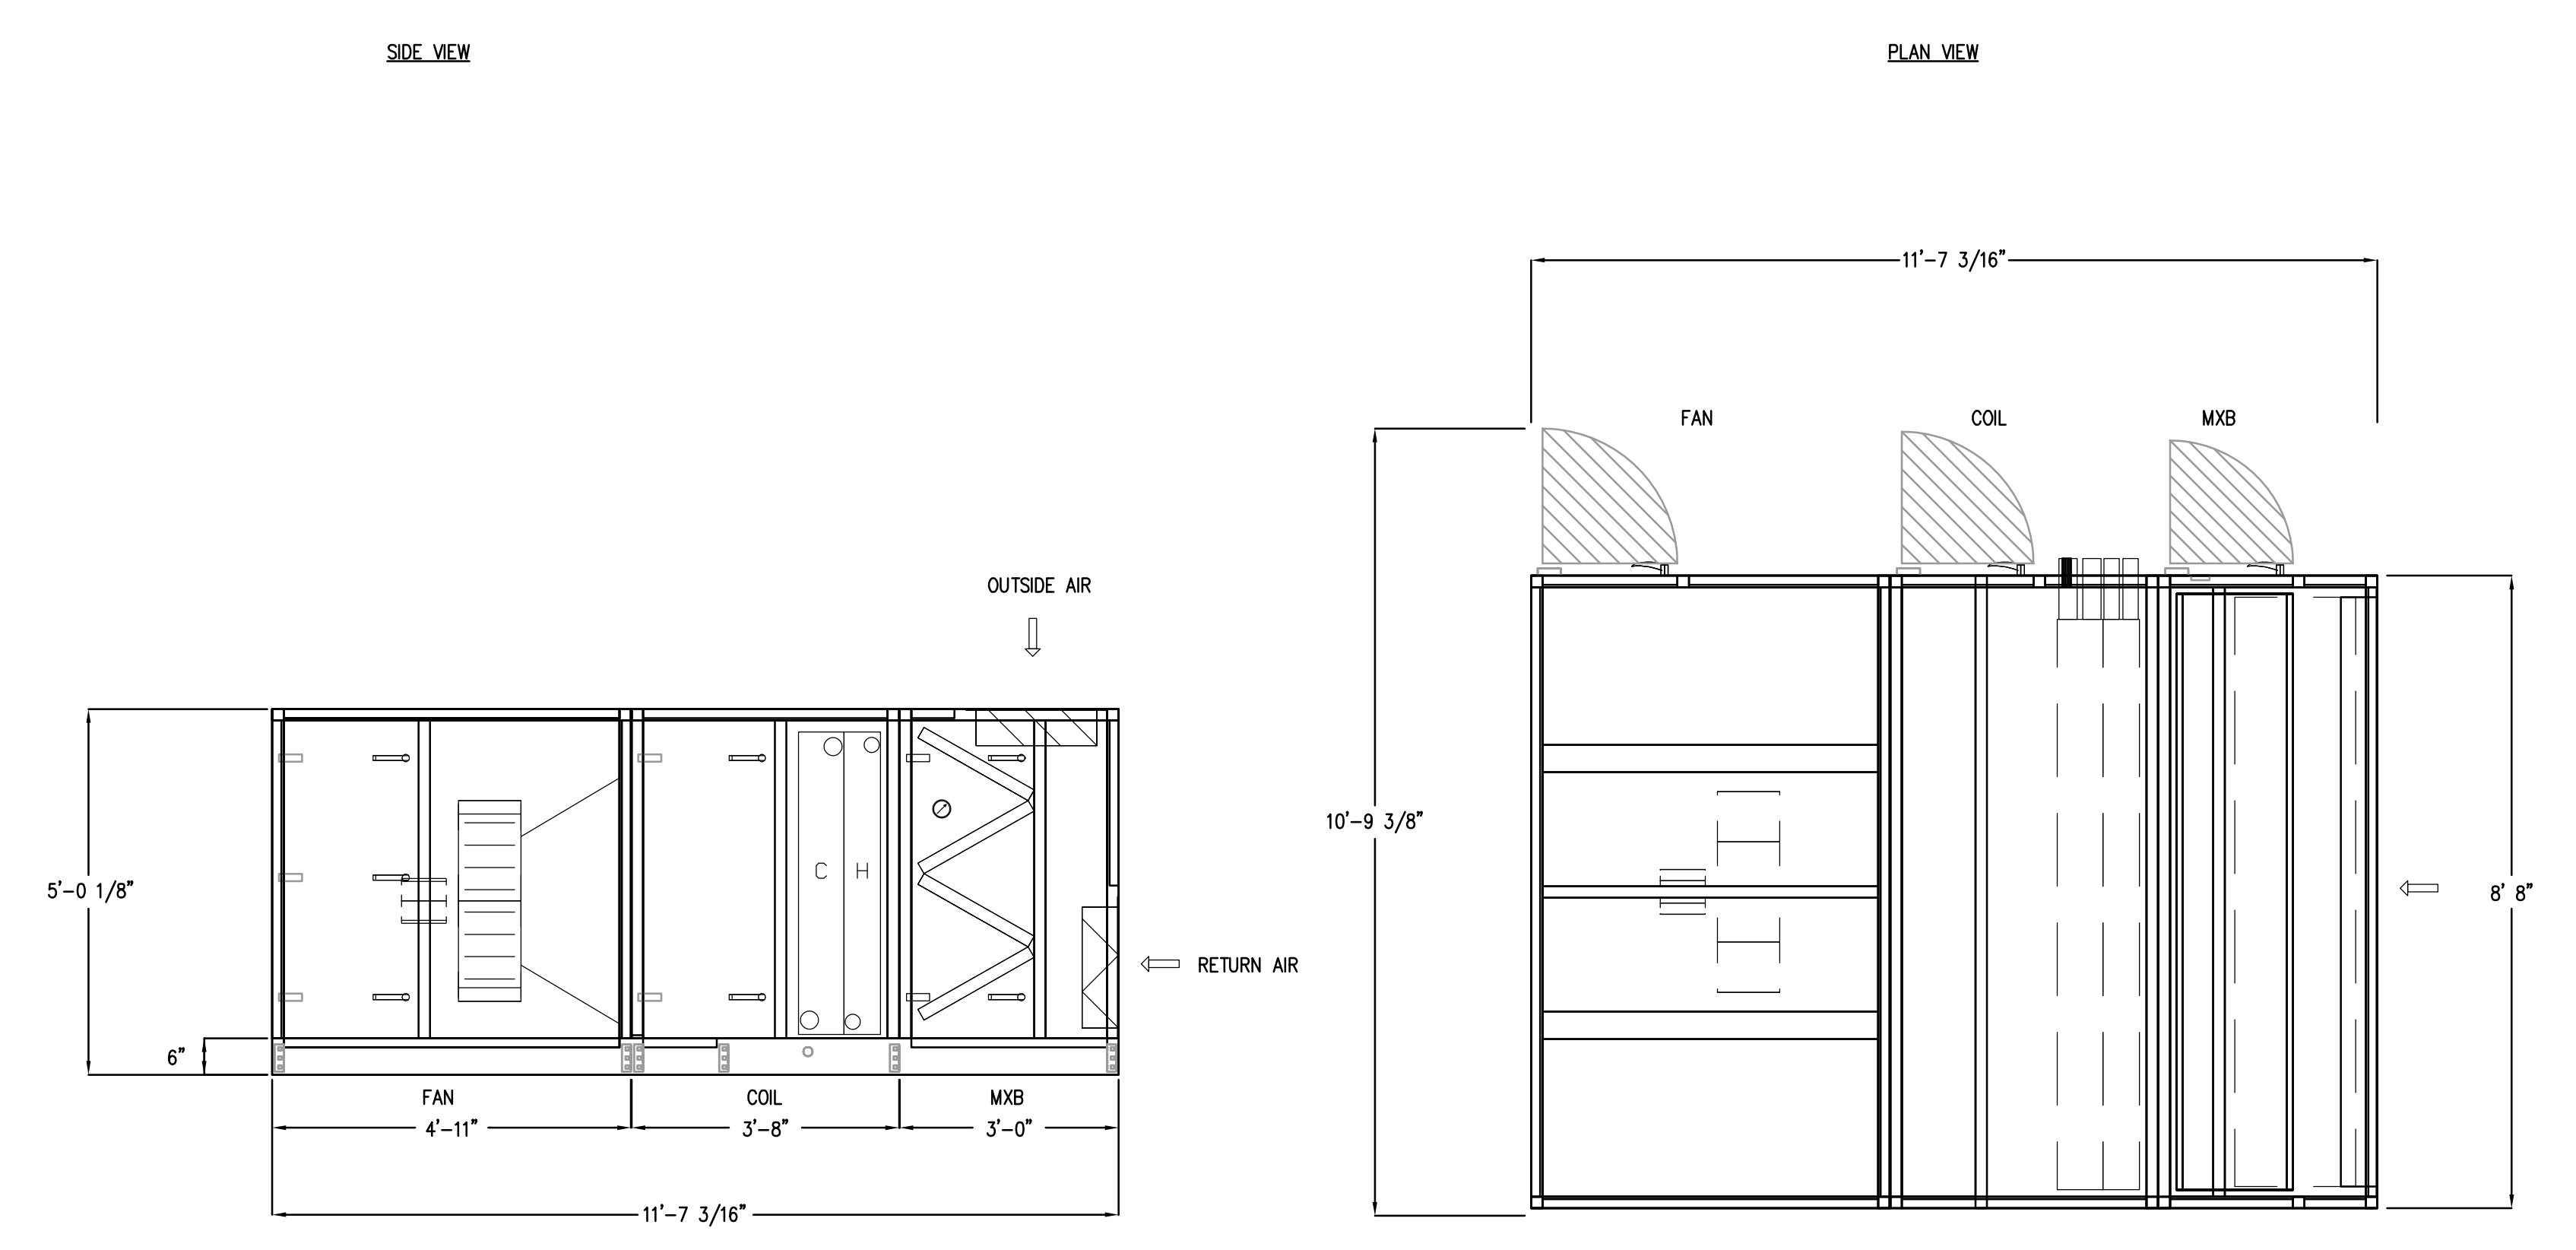 SIDE VIEW
PLAN VIEW
11'-7 3/16"
FAN
COIL
MXB
OUTSIDE AIR
10'-9 3/8"
C H
5'-0 1/8"
8' 8"
RETURN AIR
6"
FAN
COIL
MXB
4'-11"
3'-8"
3'-0"
11'-7 3/16"